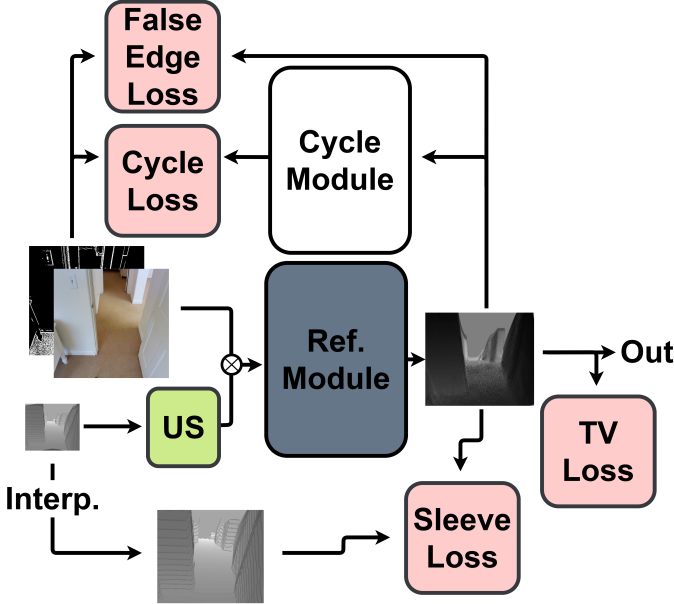 False
Edge
Loss
Cycle
Loss
Cycle
Module
Ref.
Module
Out
US
TV
Loss
Interp.
Sleeve
Loss